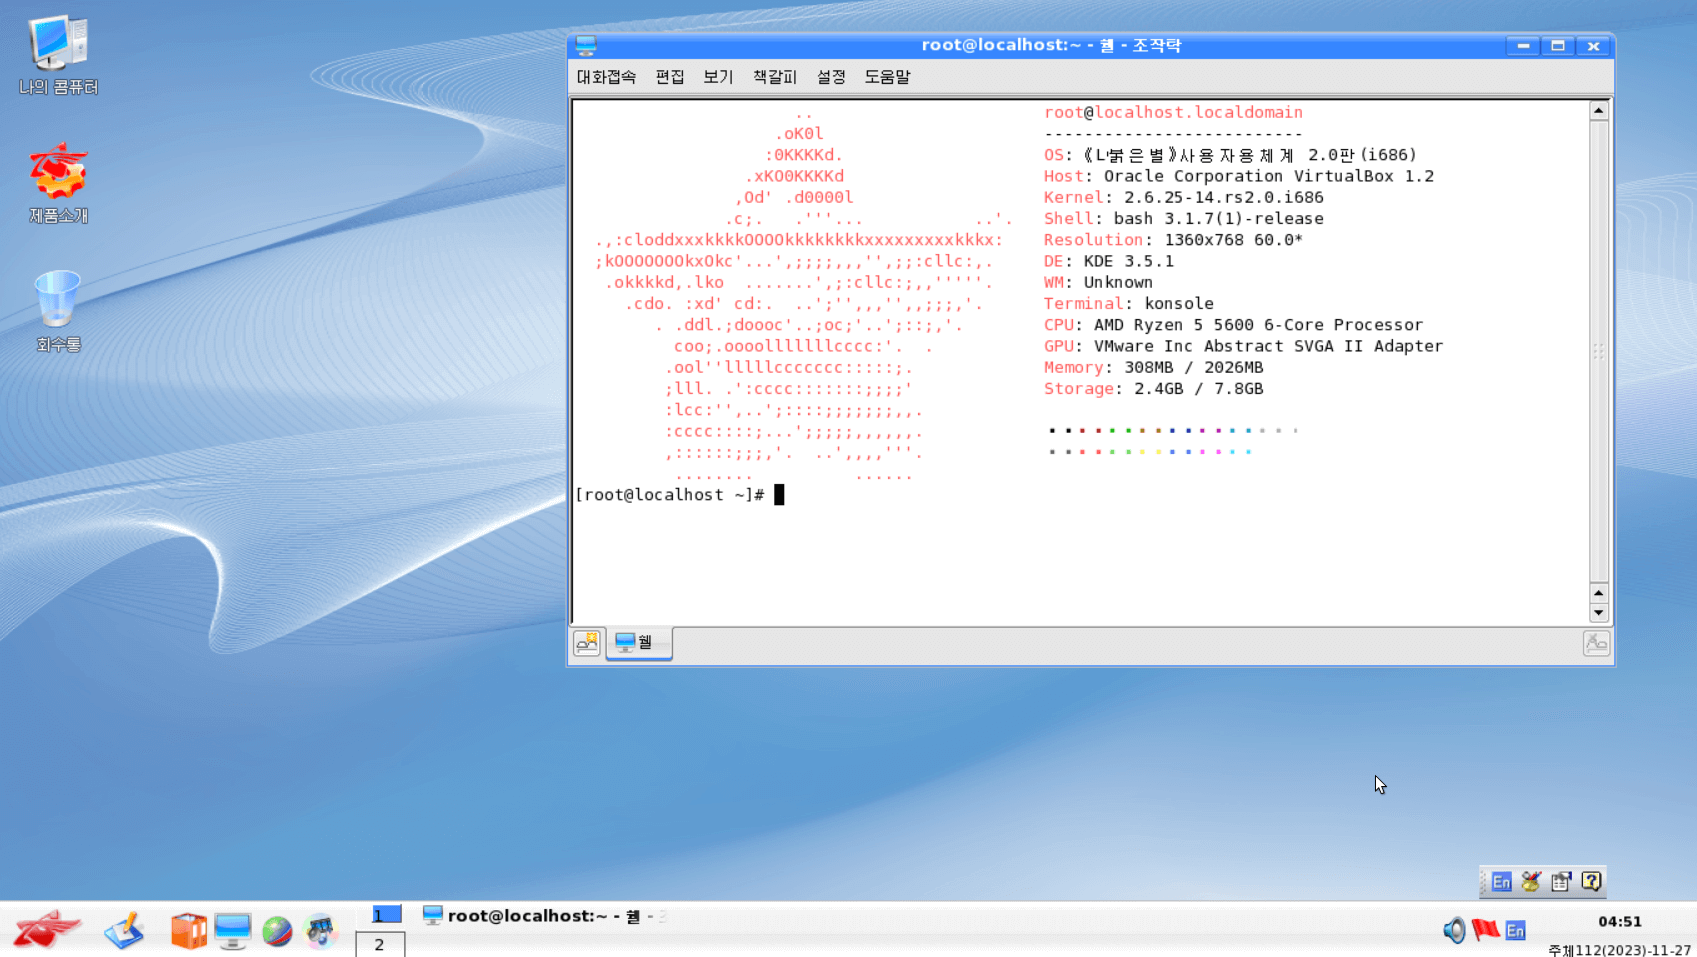 나의 콤퓨터
제품소개
회수통
root@localhost:~ - 쉘 - 조작탁
대화접속 편집 보기 책갈피 설정 도움말
..
.oK0l
:0KKKKd.
.xKO0KKKKd
,Od' .d0000l
.c;.   .'''...           ..'.
.,:cloddxxxkkkkOOOOkkkkkkkkxxxxxxxxxkkkx:
;kOOOOOOOkxOkc'...',;;;;,,,'',;;:cllc:,.
.okkkkd,.lko  .......',;:cllc:;,,'''''.
.cdo. :xd' cd:.  ..';'',,,'',,;;;,'.
. .ddl.;doooc'..;oc;'..';::;,'.
coo;.oooolllllllcccc:'.  .
.ool''lllllccccccc:::::;.
;lll. .':cccc:::::::;;;;'
:lcc:'',..';::::;;;;;;;,,.
:cccc::::;...';;;;;,,,,,,.
,::::::;;;,'.  ..',,,,'''.
........          ......
root@localhost.localdomain
--------------------------
OS: 《붉은별》사용자용체계 2.0판(i686)
Host: Oracle Corporation VirtualBox 1.2
Kernel: 2.6.25-14.rs2.0.i686
Shell: bash 3.1.7(1)-release
Resolution: 1360x768 60.0*
DE: KDE 3.5.1
WM: Unknown
Terminal: konsole
CPU: AMD Ryzen 5 5600 6-Core Processor
GPU: VMware Inc Abstract SVGA II Adapter
Memory: 308MB / 2026MB
Storage: 2.4GB / 7.8GB
[root@localhost ~]#
쉘
En
1
2
root@localhost:~ - 쉘 -
En
04:51
주체112(2023)-11-27